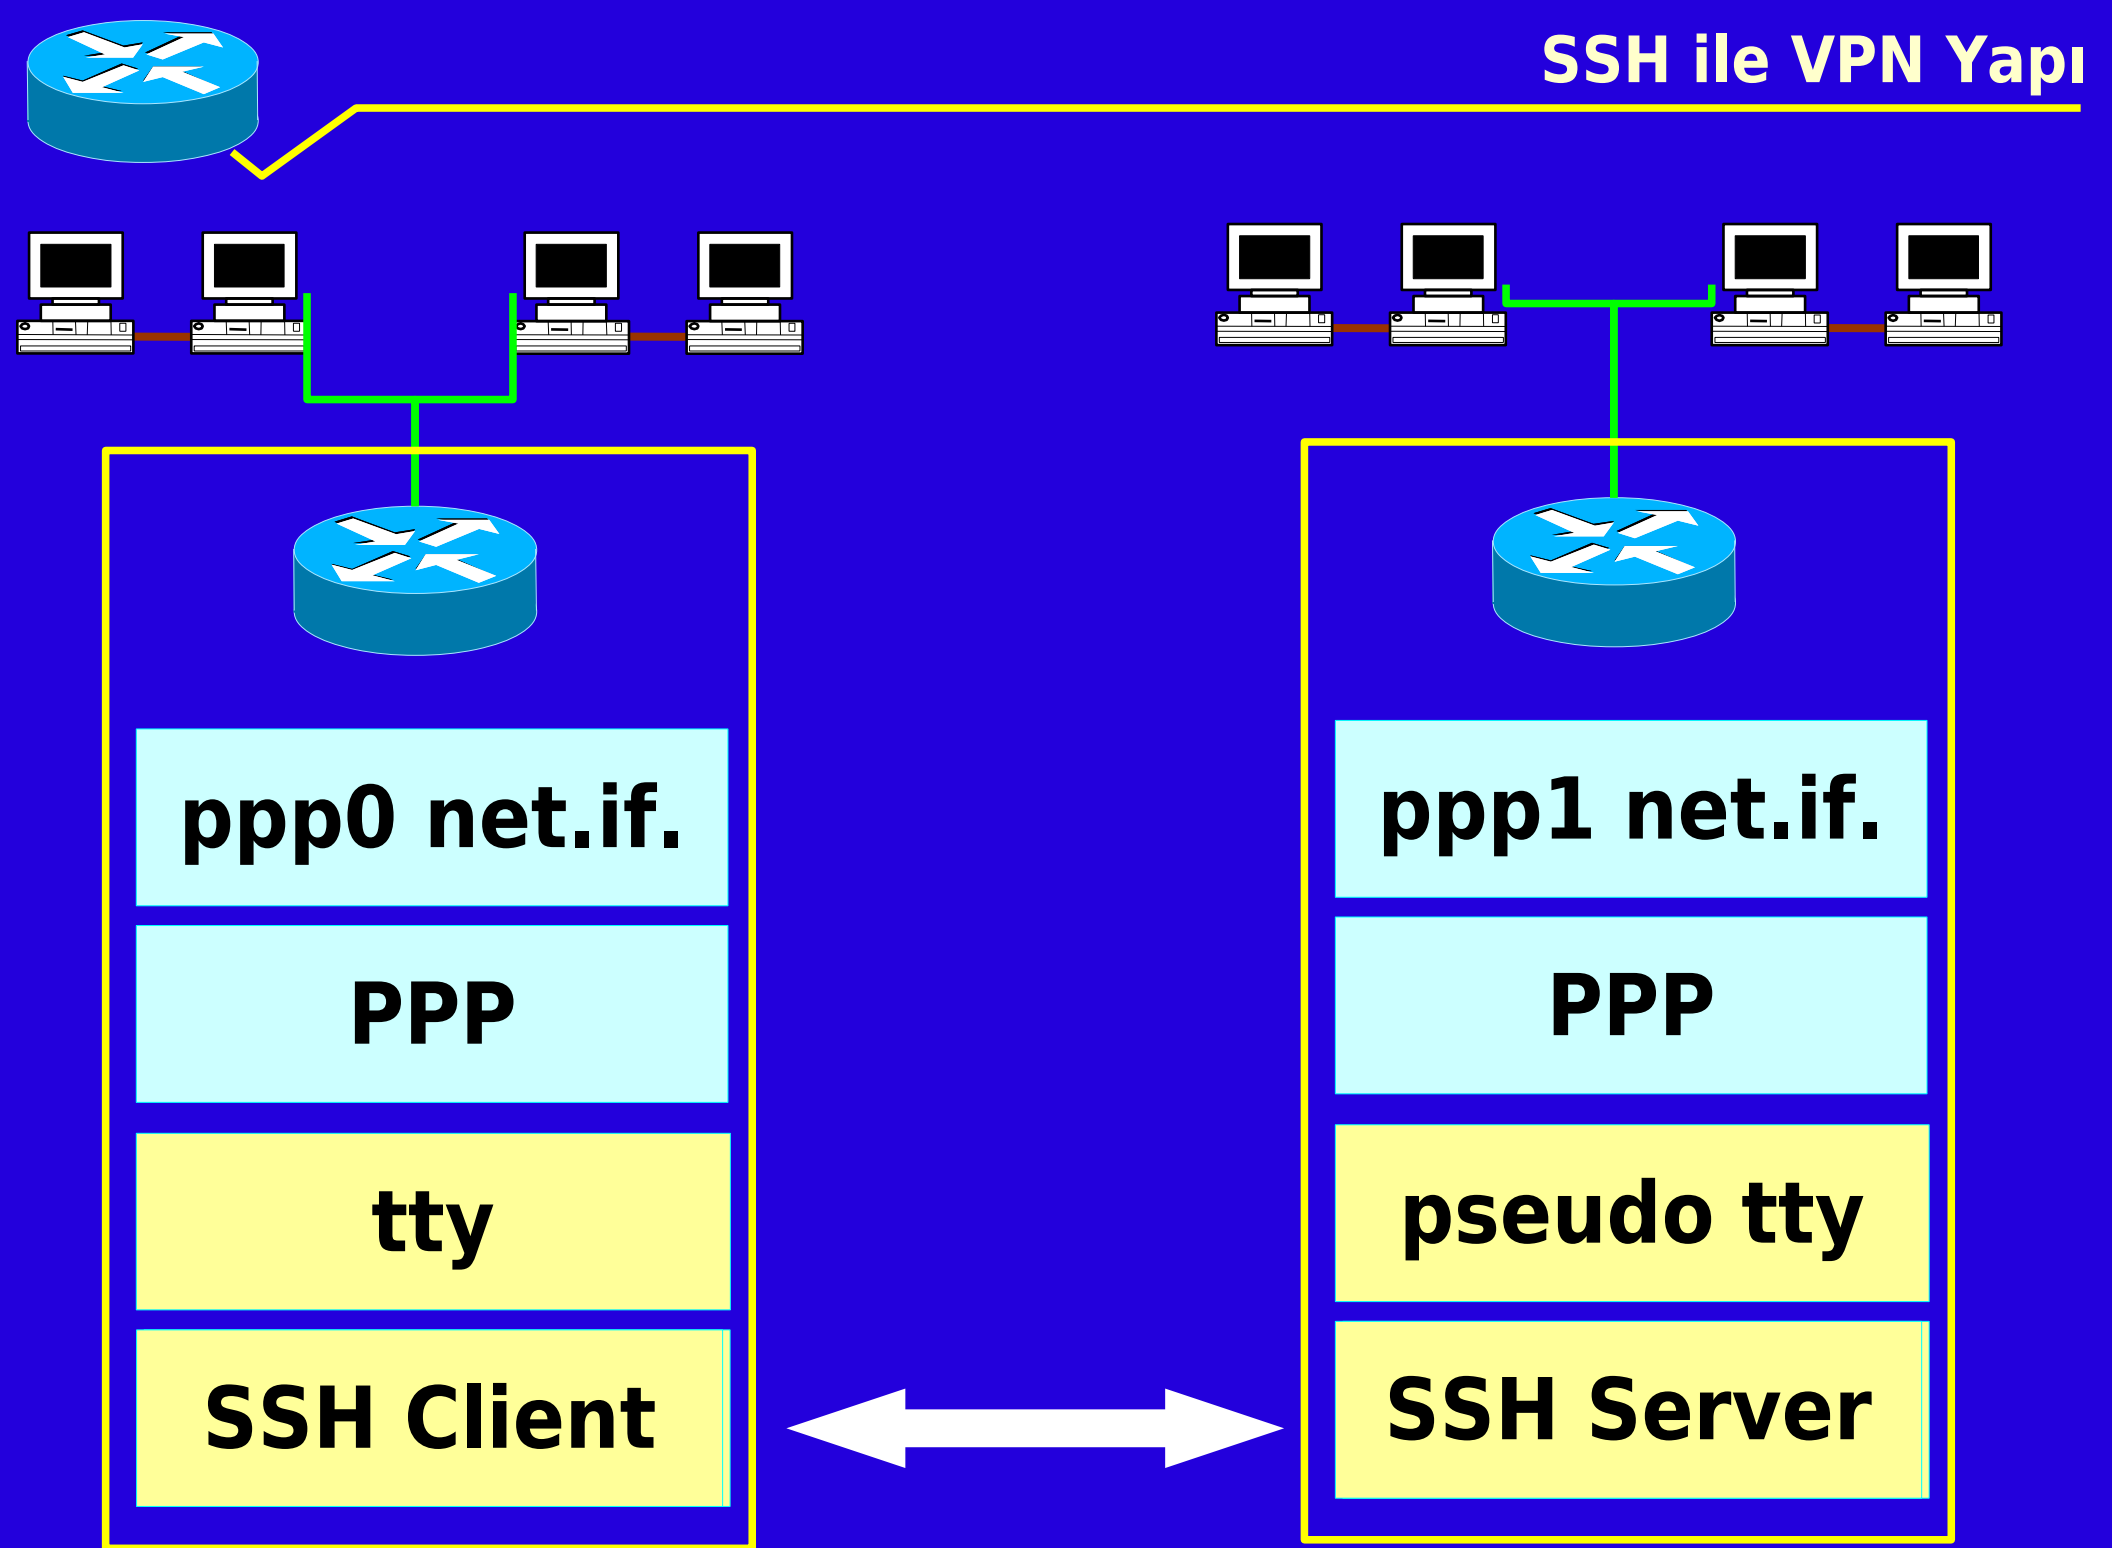 SSH ile VPN Yapı
ppp0 net.if.
PPP
tty
SSH Client
ppp1 net.if.
PPP
pseudo tty
SSH Server